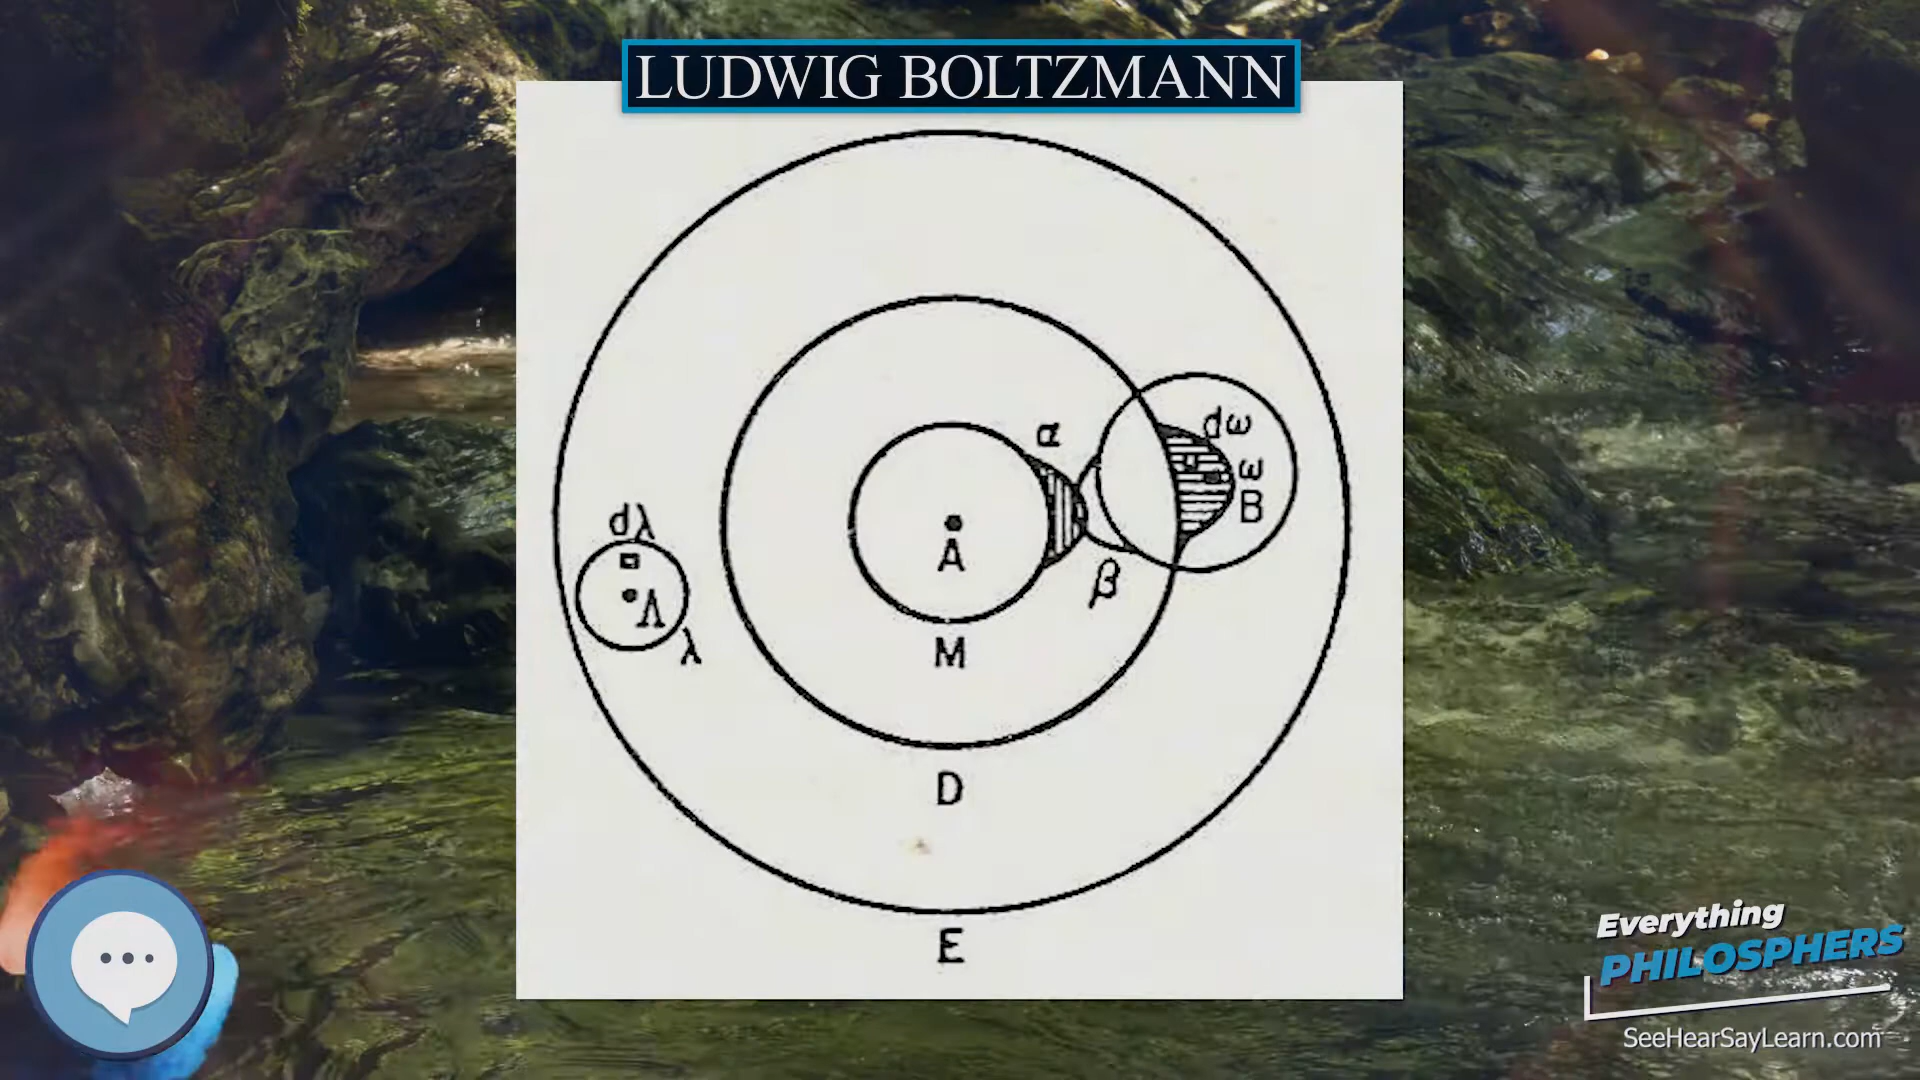 LUDWIG BOLTZMANN
α
dω
ω
B
dλ
A
Λ
β
λ
M
D
E
Everything
PHILOSPHERS
SeeHearSayLearn.com